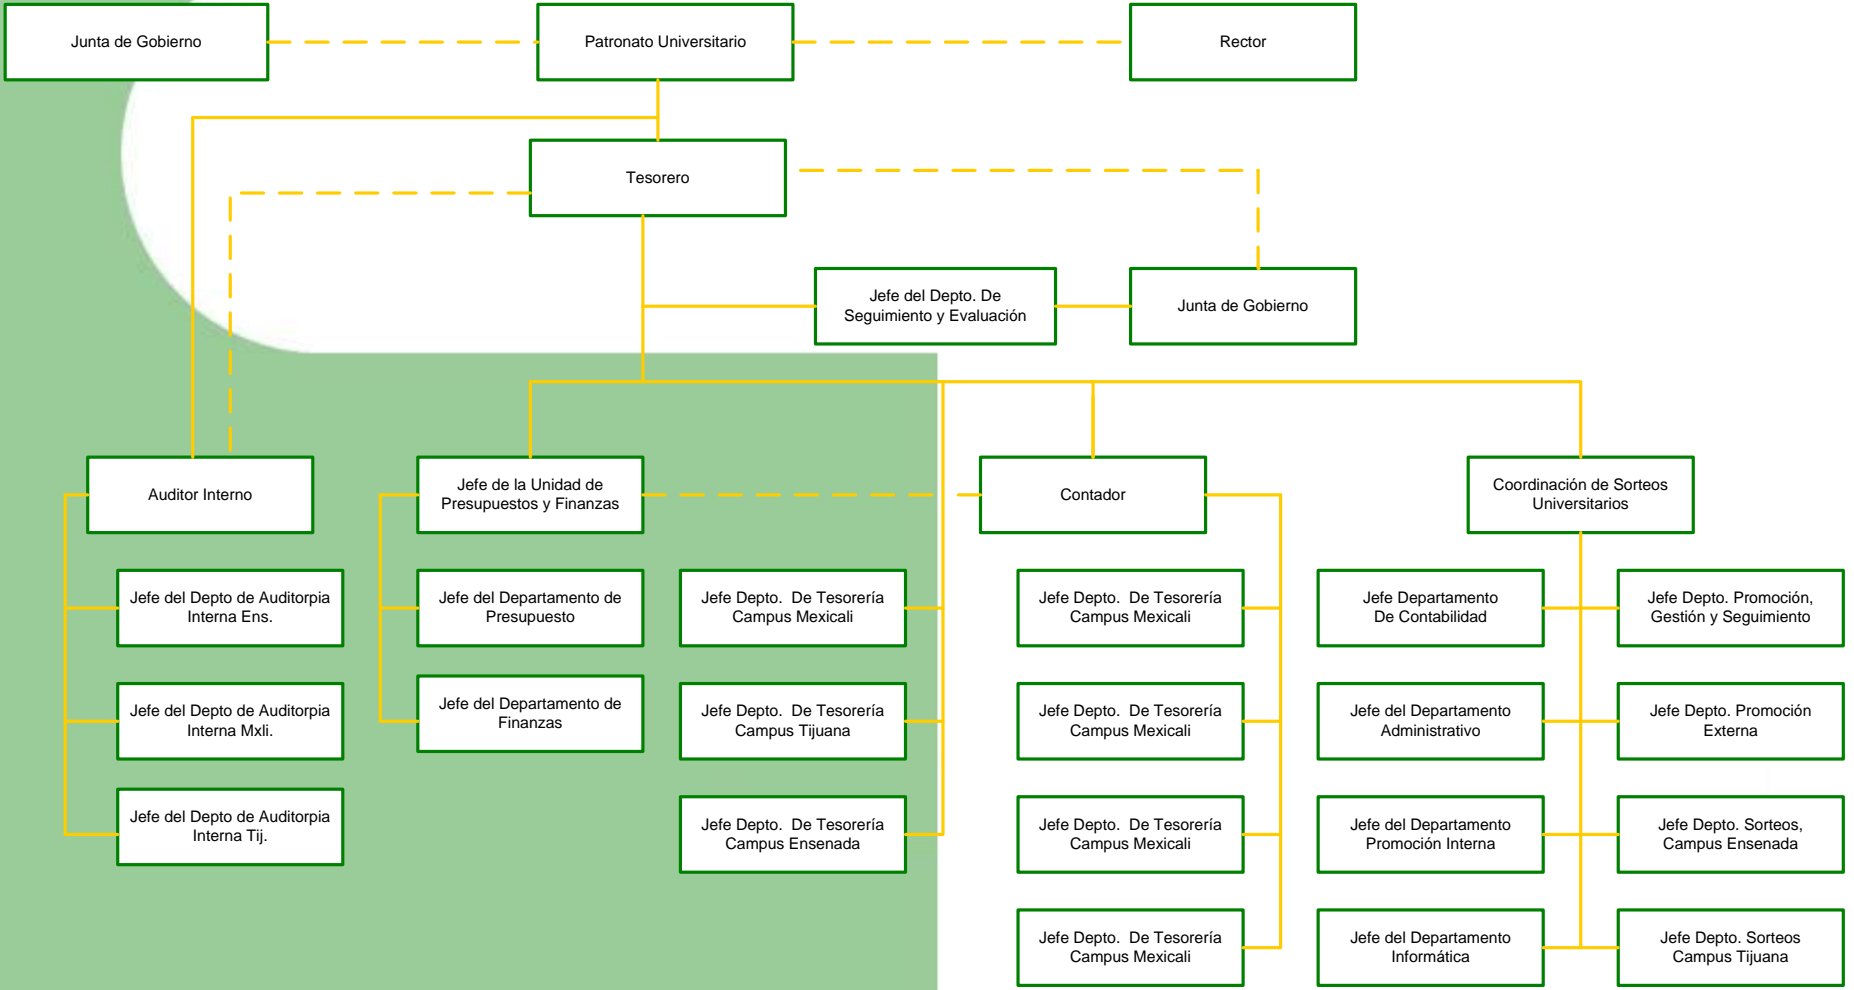 Junta de Gobierno
Patronato Universitario
Rector
Tesorero
Jefe del Depto. De
Seguimiento y Evaluación
Junta de Gobierno
Auditor Interno
Jefe de la Unidad de
Presupuestos y Finanzas
Contador
Coordinación de Sorteos
Universitarios
Jefe del Depto de Auditorpia
Interna Ens.
Jefe del Departamento de
Presupuesto
Jefe Depto. De Tesorería
Campus Mexicali
Jefe Depto. De Tesorería
Campus Mexicali
Jefe Departamento
De Contabilidad
Jefe Depto. Promoción,
Gestión y Seguimiento
Jefe del Depto de Auditorpia
Interna Mxli.
Jefe del Departamento de
Finanzas
Jefe Depto. De Tesorería
Campus Tijuana
Jefe Depto. De Tesorería
Campus Mexicali
Jefe del Departamento
Administrativo
Jefe Depto. Promoción
Externa
Jefe del Depto de Auditorpia
Interna Tij.
Jefe Depto. De Tesorería
Campus Ensenada
Jefe Depto. De Tesorería
Campus Mexicali
Jefe del Departamento
Promoción Interna
Jefe Depto. Sorteos,
Campus Ensenada
Jefe Depto. De Tesorería
Campus Mexicali
Jefe del Departamento
Informática
Jefe Depto. Sorteos
Campus Tijuana